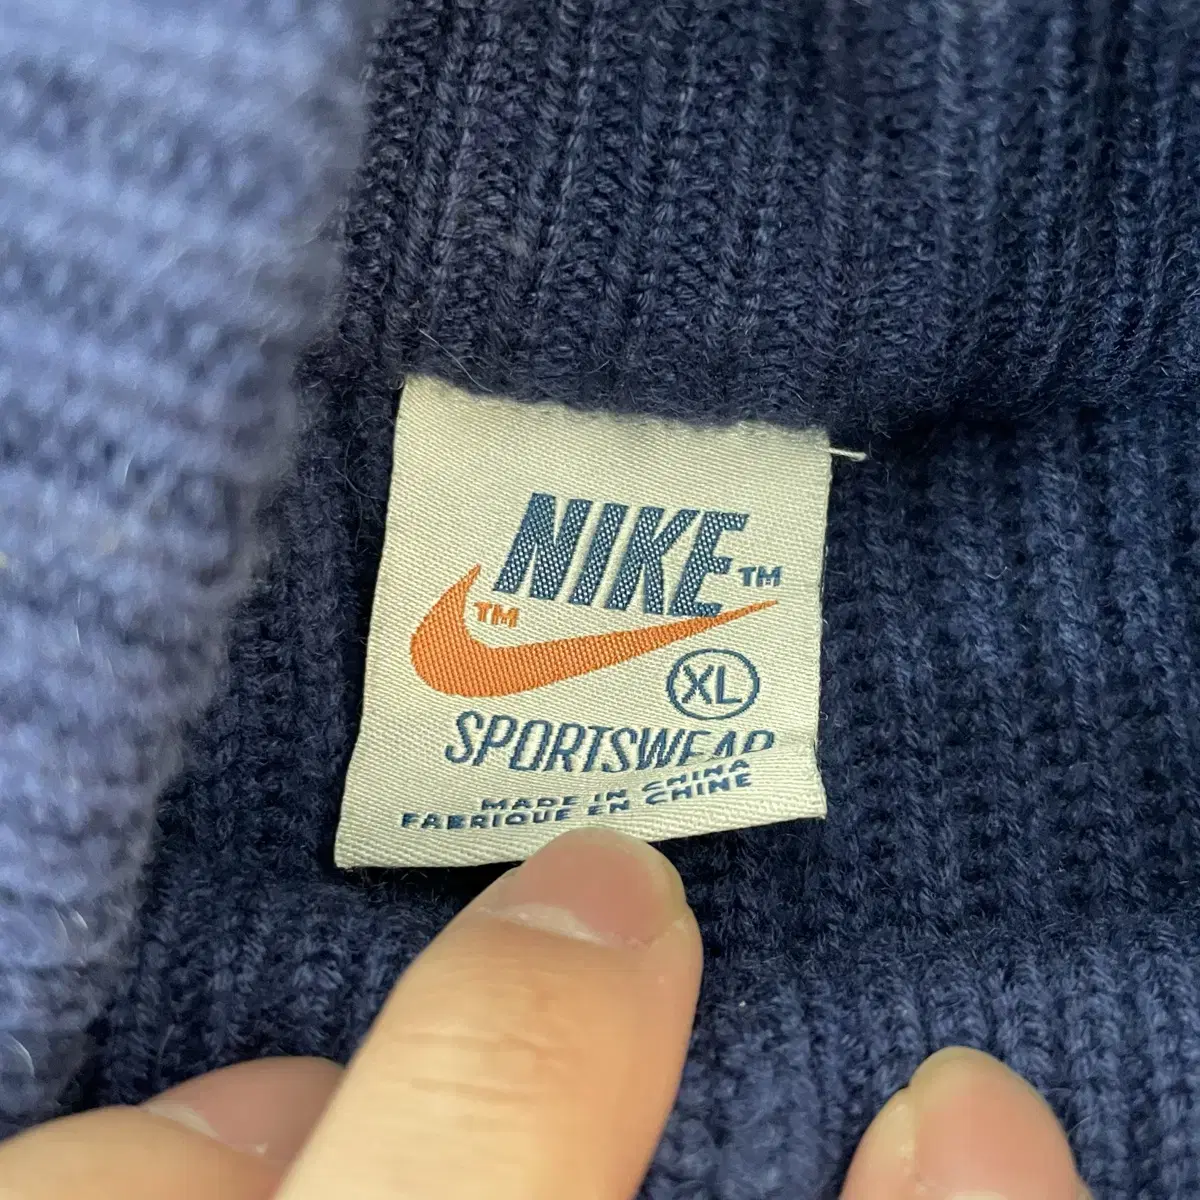 NIKE™
™
XL
SPORTSWEAR
MADE IN CHINA
FABRIQUE EN CHINE